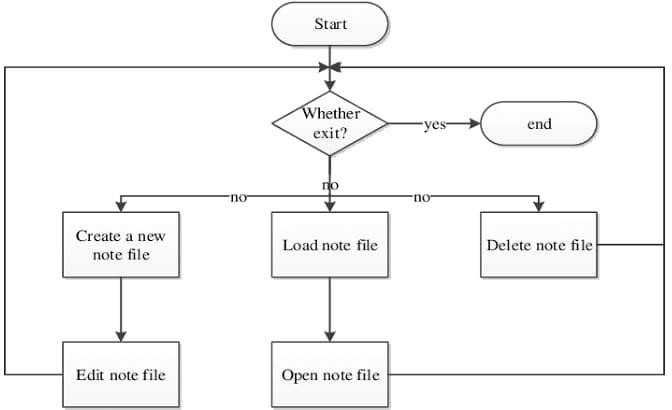 Start
Whether
exit?
yes
end
no
no
no
Create a new
note file
Load note file
Delete note file
Edit note file
Open note file